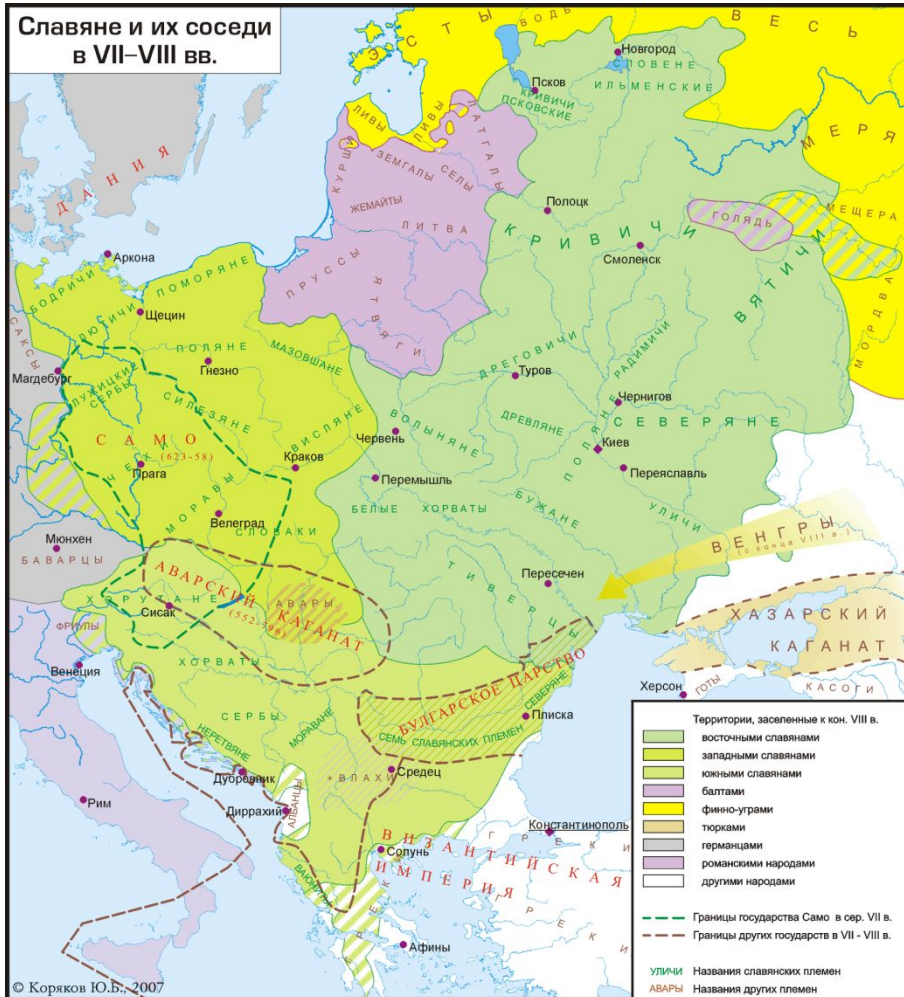 Славяне и их соседи
в VII–VIII вв.
ЭСТЫ
ВОДЬ
ВЕСЬ
Новгород
СЛОВЕНЕ
ИЛЬМЕНСКИЕ
Псков
КРИВИЧИ
ПСКОВСКИЕ
ЛИВЫ
ЛИВЫ
ЛАТГАЛЫ
МЕРЯ
КУРШИ
ЗЕМГАЛЫ
СЕЛЫ
ДАНИЯ
ЖЕМАЙТЫ
ЛИТВА
Полоцк
КРИВИЧИ
ГОЛЯДЬ
МЕЩЕРА
Смоленск
ВЯТИЧИ
Аркона
ПРУССЫ
ЯТВЯГИ
МОРДВА
БОДРИЧИ
ПОМОРЯНЕ
ЛЮТИЧИ
Щецин
САКСЫ
ПОЛЯНЕ
МАЗОВШАНЕ
Гнезно
ДРЕГОВИЧИ
РАДИМИЧИ
Магдебург
ЛУЖИЦКИЕ
СЕРБЫ
Туров
СИЛЕЗЯНЕ
Чернигов
ВОЛЫНЯНЕ
ДРЕВЛЯНЕ
СЕВЕРЯНЕ
САМО
(623-58)
ВИСЛЯНЕ
Червень
ПОЛЯНЕ
Киев
ЧЕХИ
Прага
Краков
Перемышль
Переяславль
МОРАВЫ
Велеград
БЕЛЫЕ ХОРВАТЫ
БУЖАНЕ
УЛИЧИ
СЛОВАКИ
Мюнхен
БАВАРЦЫ
ВЕНГРЫ
(с конца VIII в.)
АВАРСКИЙ КАГАНАТ
(552-796)
АВАРЫ
ТИВЕРЦЫ
Пересечен
ХОРУТАНЕ
Сисак
ХАЗАРСКИЙ
КАГАНАТ
ФРИУЛЫ
Венеция
ХОРВАТЫ
Херсон
ГОТЫ
КАСОГИ
СЕРБЫ
МОРАВАНЕ
БУЛГАРСКОЕ ЦАРСТВО
СЕВЕРЯНЕ
Плиска
СЕМЬ СЛАВЯНСКИХ ПЛЕМЕН
НЕРЕТВЯНЕ
Дубровник
+ВЛАХИ
Средец
Рим
Диррахий
АЛБАНЦЫ
Константинополь
ГРЕКИ
ВИЗАНТИЙСКАЯ
ИМПЕРИЯ
Солунь
ВАЮНИТЫ
ГРЕКИ
ГРЕКИ
Афины
Территории, заселенные к кон. VIII в.
восточными славянами
западными славянами
южными славянами
балтами
финно-уграми
тюрками
германцами
романскими народами
другими народами
Границы государства Само в сер. VII в.
Границы других государств в VII - VIII в.
УЛИЧИ Названия славянских племен
АВАРЫ Названия других племен
© Коряков Ю.Б., 2007